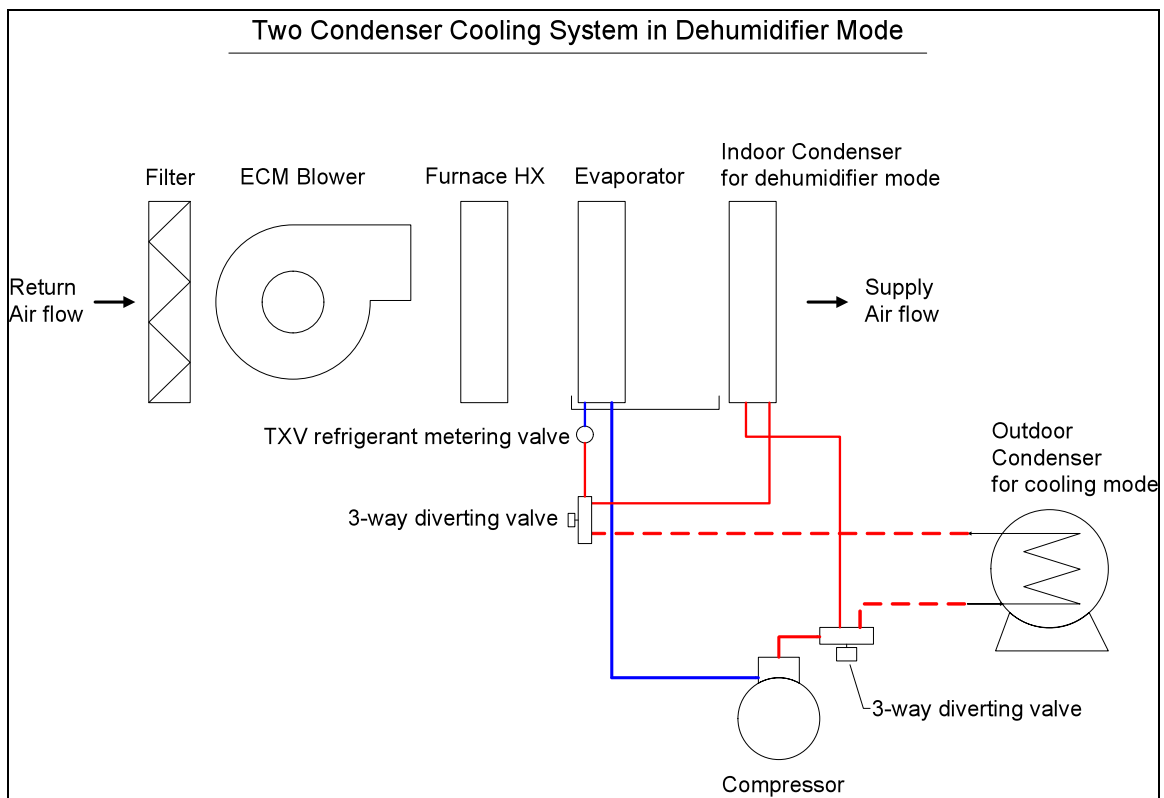 Two Condenser Cooling System in Dehumidifier Mode
Filter
ECM Blower
Furnace HX
Evaporator
Indoor Condenser
for dehumidifier mode
Return
Air flow
Supply
Air flow
TXV refrigerant metering valve
Outdoor
Condenser
for cooling mode
3-way diverting valve
3-way diverting valve
Compressor